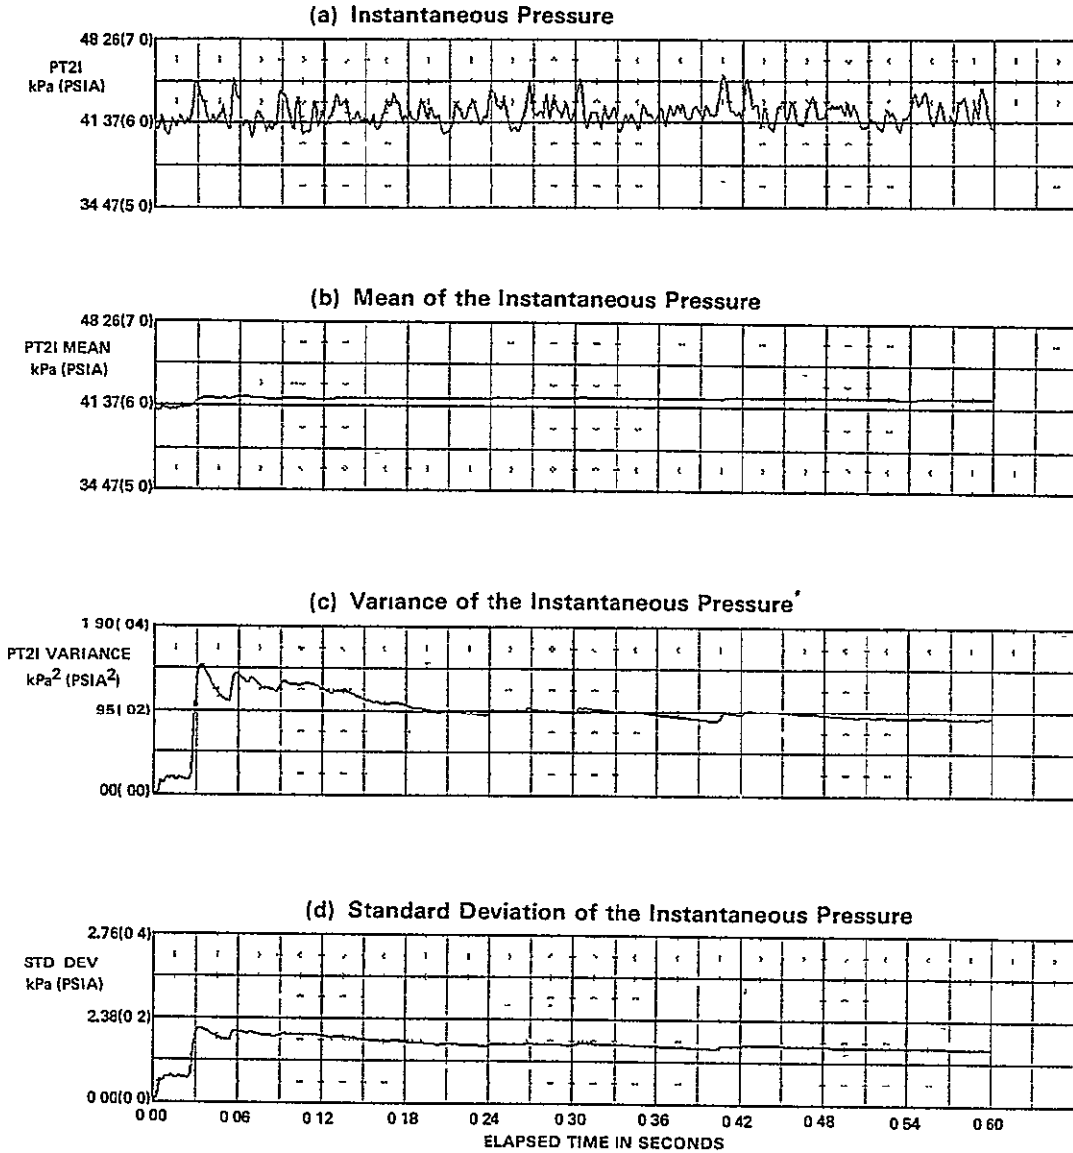 (a) Instantaneous Pressure
48 26(7 0)
PT2I
kPa (PSIA)
41 37(6 0)
34 47(5 0)
(b) Mean of the Instantaneous Pressure
48 26(7 0)
PT2I MEAN
kPa (PSIA)
41 37(6 0)
34 47(5 0)
(c) Variance of the Instantaneous Pressure
1 90( 04)
PT2I VARIANCE
kPa2 (PSIA2)
95( 02)
00( 00)
(d) Standard Deviation of the Instantaneous Pressure
2.76(0 4)
STD DEV
kPa (PSIA)
2.38(0 2)
0 00(0 0)
0 00 0 06 0 12 0 18 0 24 0 30 0 36 0 42 0 48 0 54 0 60
ELAPSED TIME IN SECONDS